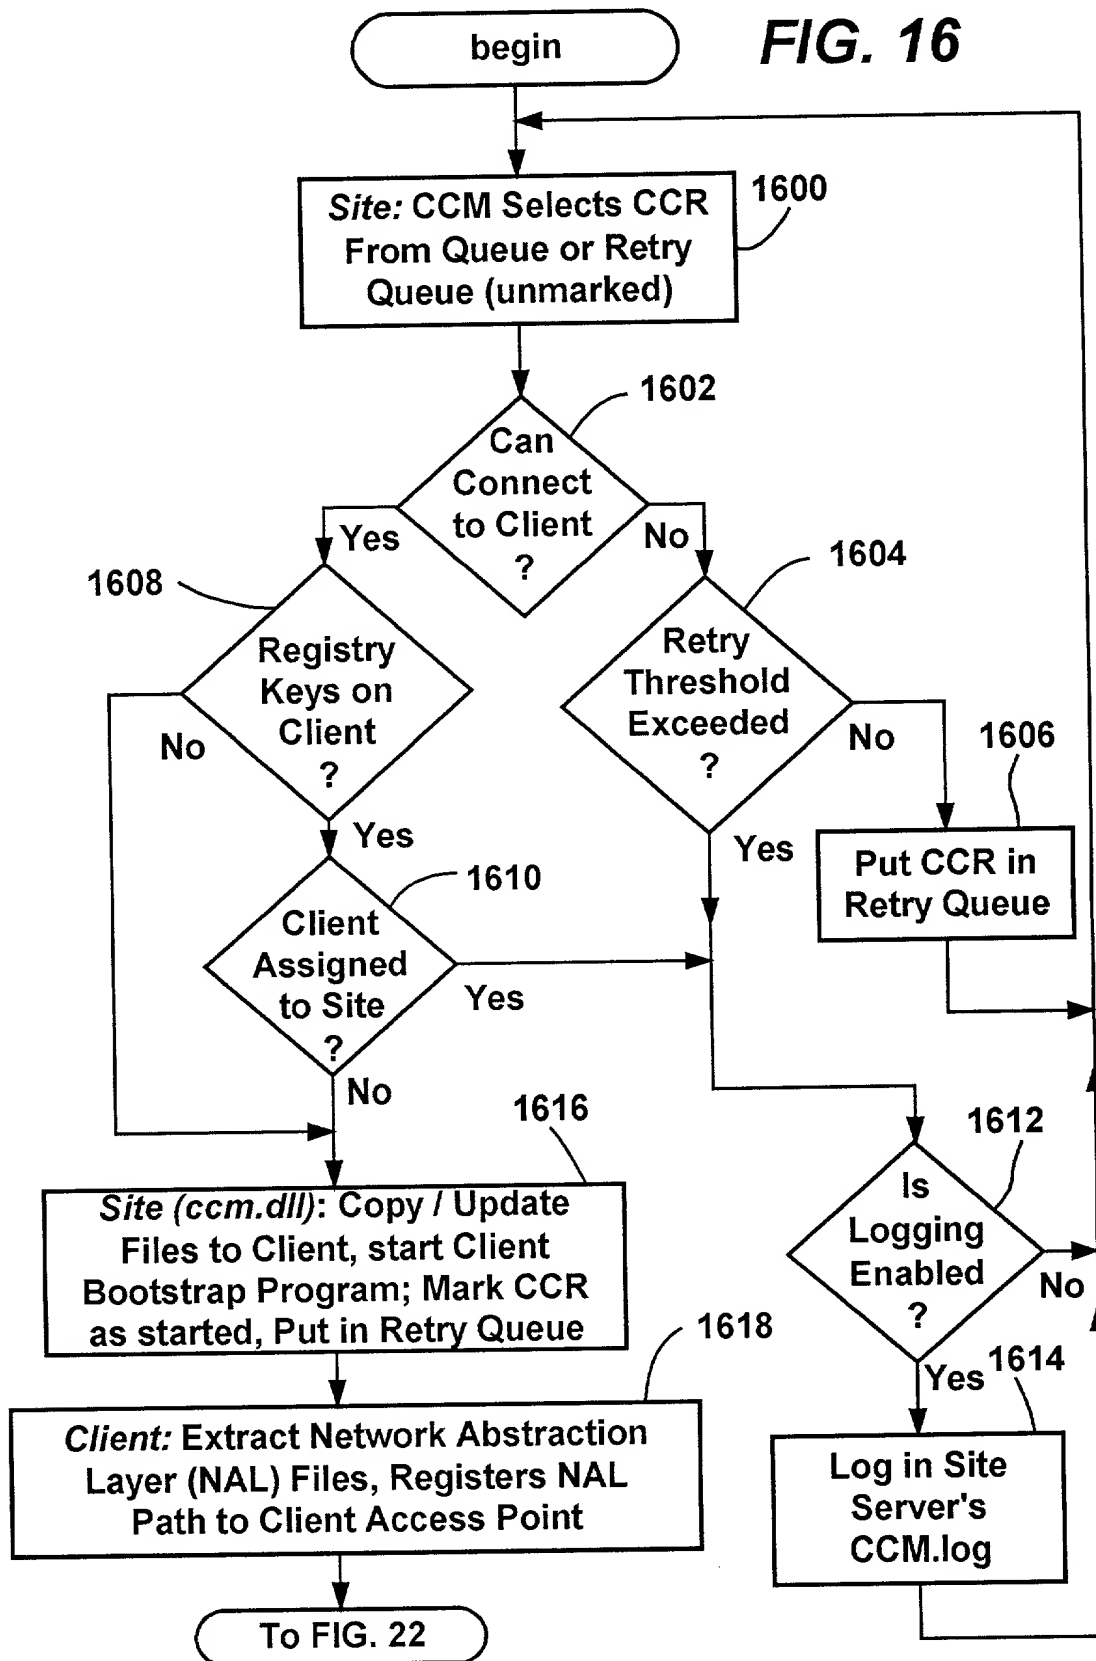 begin
FIG. 16
Site: CCM Selects CCR
From Queue or Retry
Queue (unmarked)
1600
Can
Connect
to Client
?
1602
Yes
No
1608
Registry
Keys on
Client
?
No
Yes
1604
Retry
Threshold
Exceeded
?
No
Yes
1606
Put CCR in
Retry Queue
1610
Client
Assigned
to Site
?
Yes
No
1612
Is
Logging
Enabled
?
No
Yes
1616
Site (ccm.dll): Copy / Update
Files to Client, start Client
Bootstrap Program; Mark CCR
as started, Put in Retry Queue
1618
Client: Extract Network Abstraction
Layer (NAL) Files, Registers NAL
Path to Client Access Point
1614
Log in Site
Server's
CCM.log
To FIG. 22